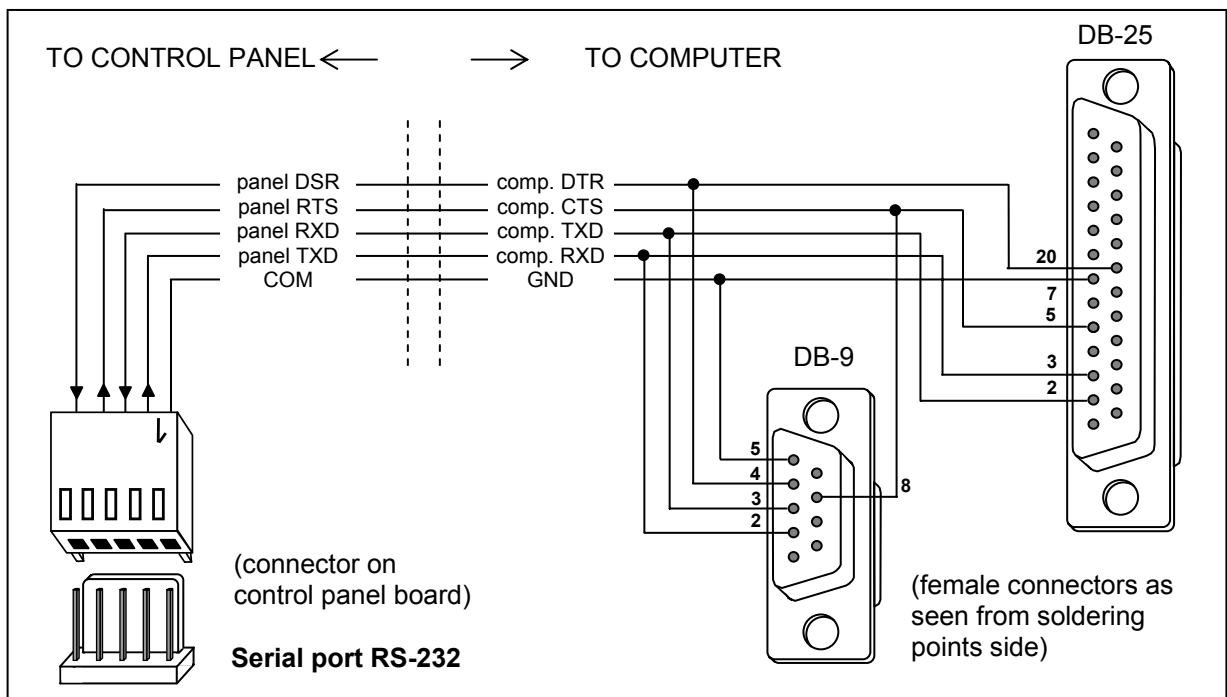 DB-25
TO CONTROL PANEL
TO COMPUTER
panel DSR
comp. DTR
panel RTS
comp. CTS
panel RXD
comp. TXD
panel TXD
comp. RXD
COM
GND
20
7
5
3
2
DB-9
5
4
3
2
8
(connector on
control panel board)
Serial port RS-232
(female connectors as
seen from soldering
points side)